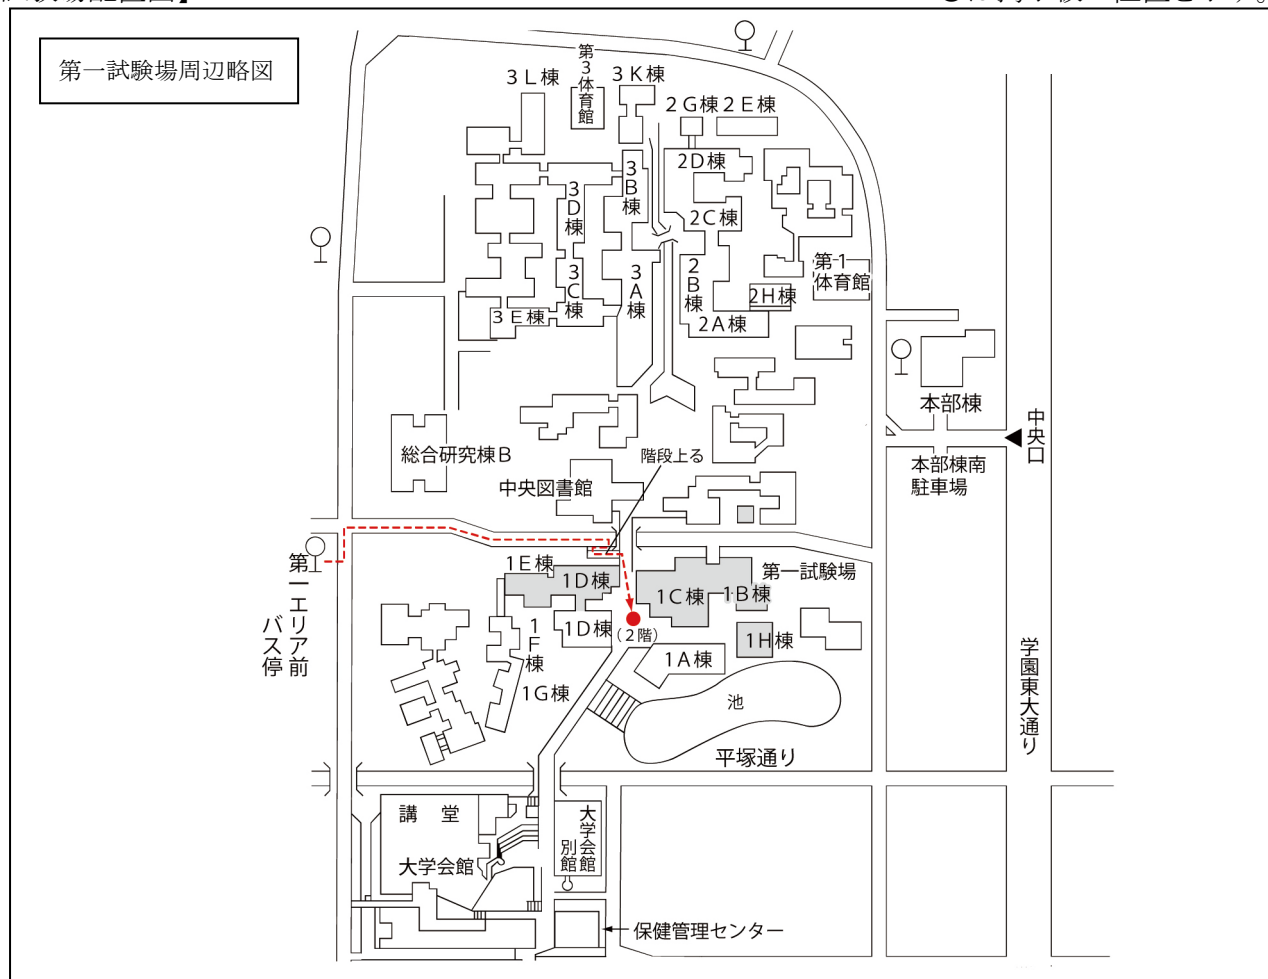 第一試験場周辺略図
第3体育館
3L棟
3K棟
2G棟
2E棟
2D棟
3B棟
3D棟
2C棟
第1
体育館
3C棟
3A棟
2B棟
2H棟
3E棟
2A棟
本部棟
中央口
総合研究棟B
階段上る
本部棟南
駐車場
中央図書館
第一エリア前
バス停
1E棟
1D棟
第一試験場
1C棟
1B棟
1D棟
(2階)
1F棟
1H棟
1A棟
1G棟
池
学園東大通り
平塚通り
講 堂
大学会館
別館
大学会館
保健管理センター